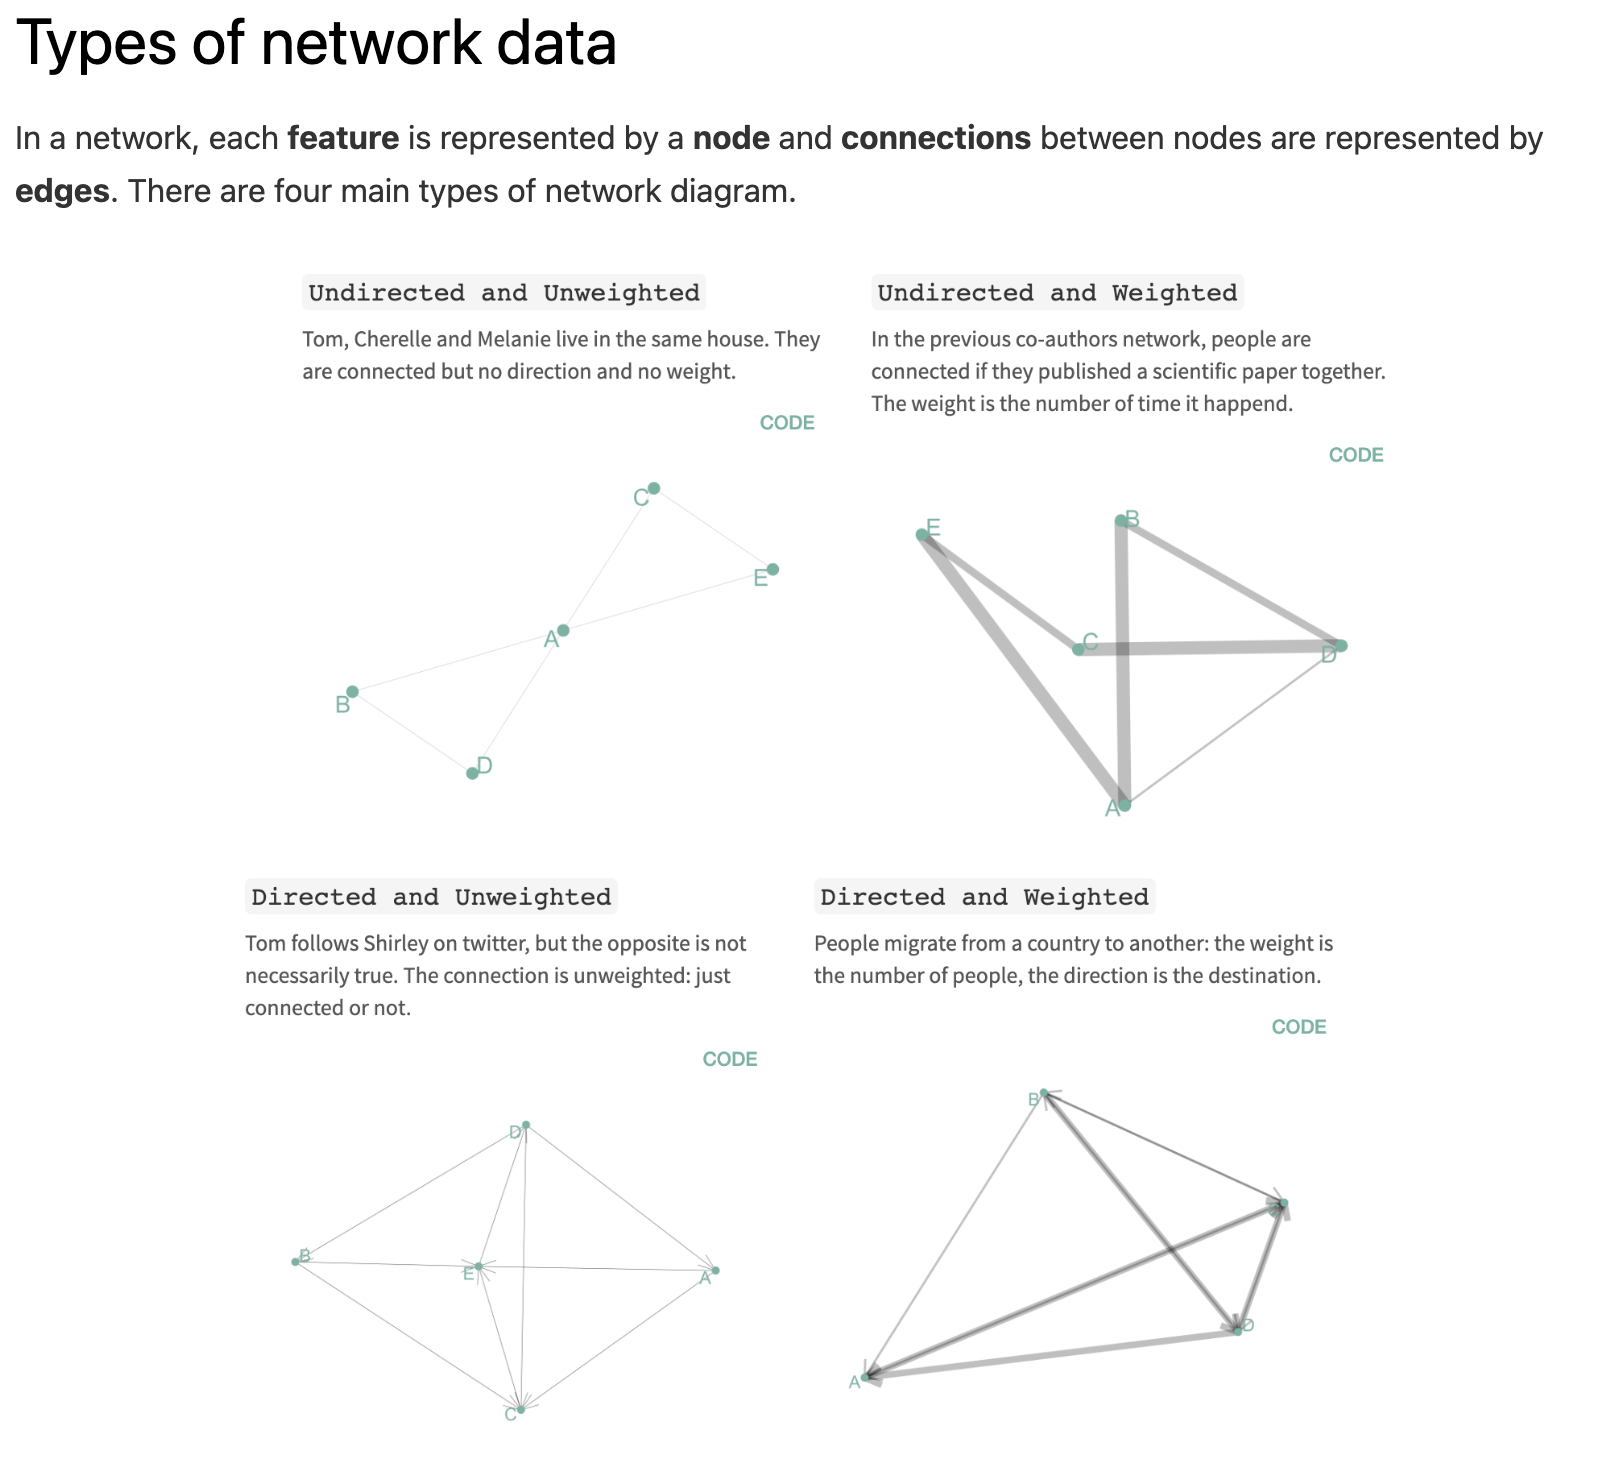 Types of network data
In a network, each feature is represented by a node and connections between nodes are represented by
edges. There are four main types of network diagram.
Undirected and Unweighted
Tom, Cherelle and Melanie live in the same house. They
are connected but no direction and no weight.
CODE
C
E
A
B
D
Undirected and Weighted
In the previous co-authors network, people are
connected if they published a scientific paper together.
The weight is the number of time it happend.
CODE
B
E
C
D
A
Directed and Unweighted
Tom follows Shirley on twitter, but the opposite is not
necessarily true. The connection is unweighted: just
connected or not.
CODE
D
B
E
A
C
Directed and Weighted
People migrate from a country to another: the weight is
the number of people, the direction is the destination.
CODE
B
D
A